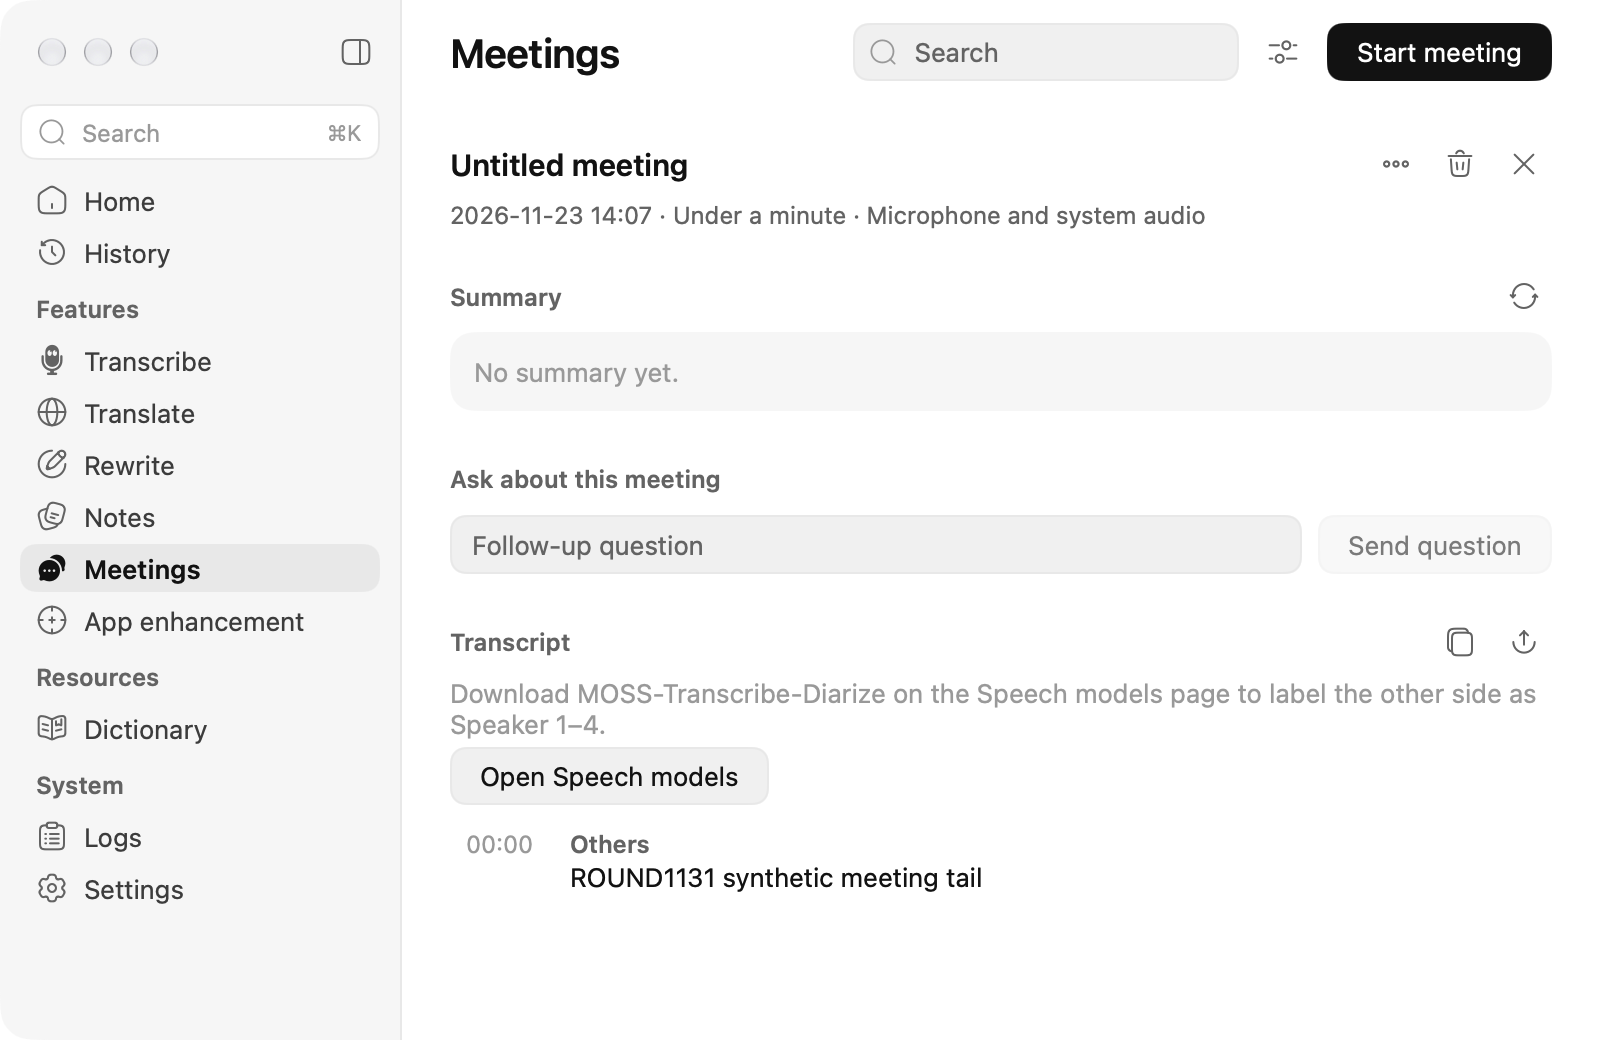 Search ⌘K
Home
History
Features
Transcribe
Translate
Rewrite
Notes
Meetings
App enhancement
Resources
Dictionary
System
Logs
Settings
Meetings
Search
Start meeting
Untitled meeting
2026-11-23 14:07 · Under a minute · Microphone and system audio
Summary
No summary yet.
Ask about this meeting
Follow-up question
Send question
Transcript
Download MOSS-Transcribe-Diarize on the Speech models page to label the other side as
Speaker 1–4.
Open Speech models
00:00 Others
ROUND1131 synthetic meeting tail